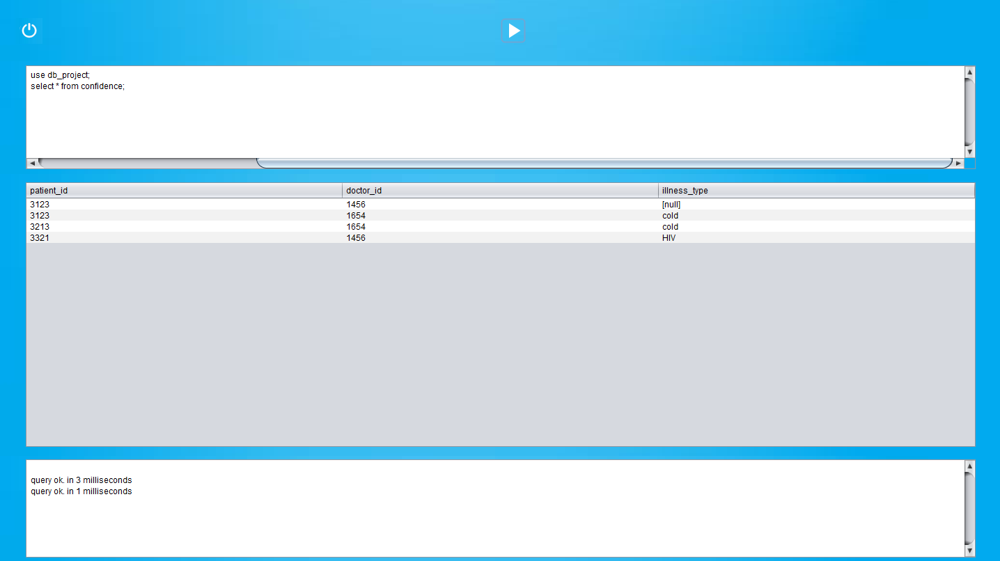 use db_project;
select * from confidence;
patient_id doctor_id illness_type
3123 1456 [null]
3123 1654 cold
3213 1654 cold
3321 1456 HIV
query ok. in 3 milliseconds
query ok. in 1 milliseconds